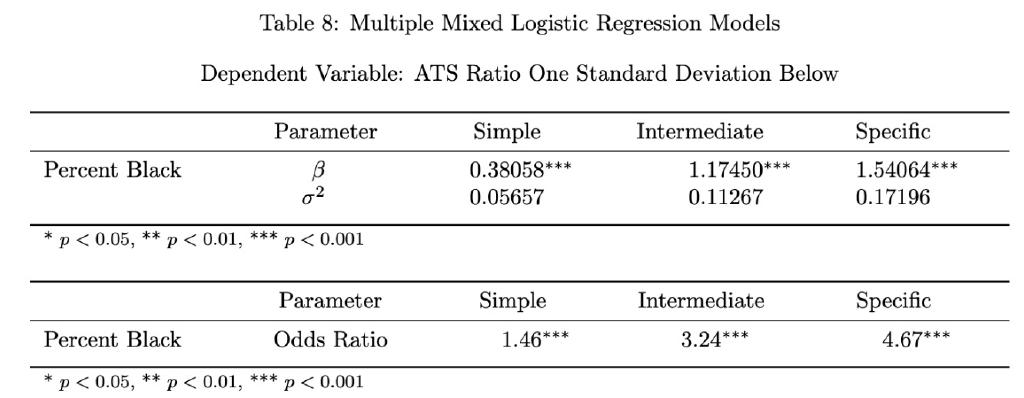 Table 8: Multiple Mixed Logistic Regression Models
Dependent Variable: ATS Ratio One Standard Deviation Below
Parameter Simple Intermediate Specific
Percent Black β 0.38058*** 1.17450*** 1.54064***
σ² 0.05657 0.11267 0.17196
* p < 0.05, ** p < 0.01, *** p < 0.001
Parameter Simple Intermediate Specific
Percent Black Odds Ratio 1.46*** 3.24*** 4.67***
* p < 0.05, ** p < 0.01, *** p < 0.001